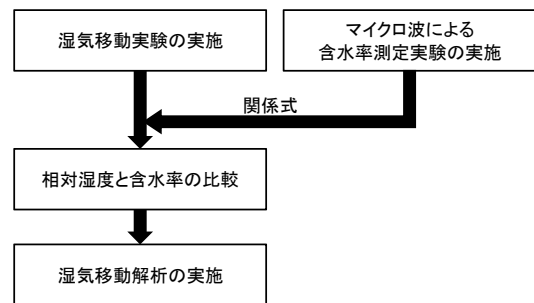 湿気移動実験の実施
マイクロ波による
含水率測定実験の実施
関係式
相対湿度と含水率の比較
湿気移動解析の実施